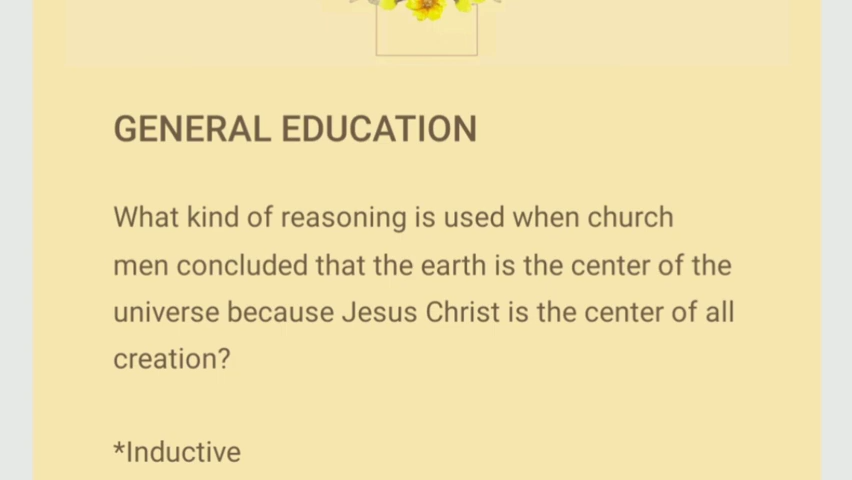 GENERAL EDUCATION
What kind of reasoning is used when church
men concluded that the earth is the center of the
universe because Jesus Christ is the center of all
creation?
*Inductive